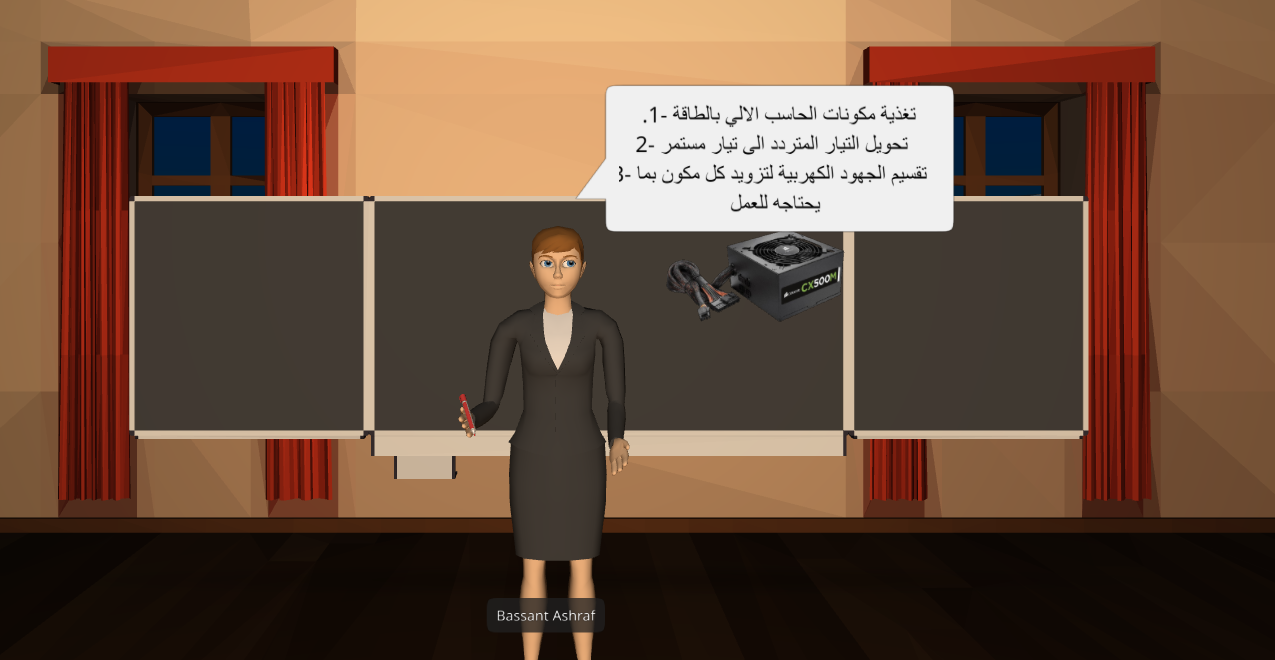 تغذية مكونات الحاسب الالي بالطاقة -1.
تحويل التيار المتردد الى تيار مستمر -2
تقسيم الجهود الكهربية لتزويد كل مكون بما -3
يحتاجه للعمل
CX500M
Bassant Ashraf